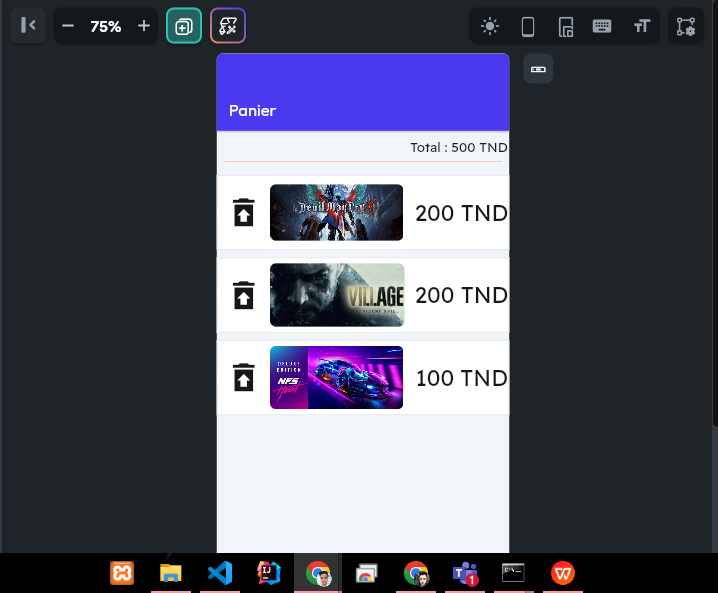 75%
Panier
Total : 500 TND
Devil May Cry 5
200 TND
VILLAGE
RESIDENT EVIL
200 TND
DELUXE
EDITION
NFS
Heat
100 TND
1